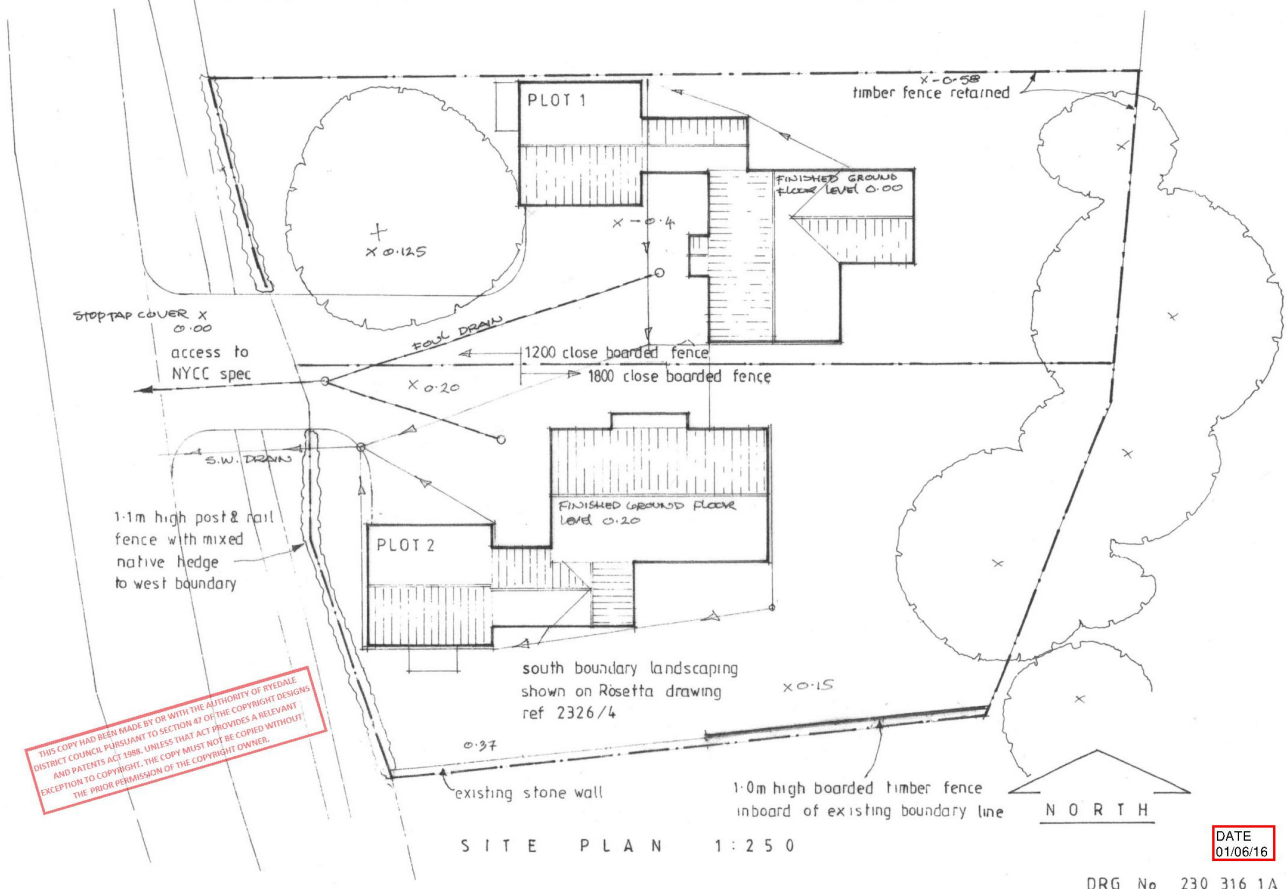 PLOT 1
x -0.58
timber fence retained
FINISHED GROUND
FLOOR LEVEL 0.00
x -0.4
x 0.125
STOPTAP COVER x
0.00
access to
NYCC spec
FOUL DRAIN
1200 close boarded fence
1800 close boarded fence
x 0.20
S.W. DRAIN
1·1m high post & rail
fence with mixed
native hedge
to west boundary
FINISHED GROUND FLOOR
LEVEL 0.20
PLOT 2
south boundary landscaping
shown on Rosetta drawing
ref 2326/4
x 0.15
0.37
existing stone wall
1·0m high boarded timber fence
inboard of existing boundary line
NORTH
THIS COPY HAD BEEN MADE BY OR WITH THE AUTHORITY OF RYEDALE
DISTRICT COUNCIL PURSUANT TO SECTION 47 OF THE COPYRIGHT DESIGNS
AND PATENTS ACT 1988. UNLESS THAT ACT PROVIDES A RELEVANT
EXCEPTION TO COPYRIGHT, THE COPY MUST NOT BE COPIED WITHOUT
THE PRIOR PERMISSION OF THE COPYRIGHT OWNER.
SITE PLAN 1:250
DATE
01/06/16
DRG No 230 316 1A